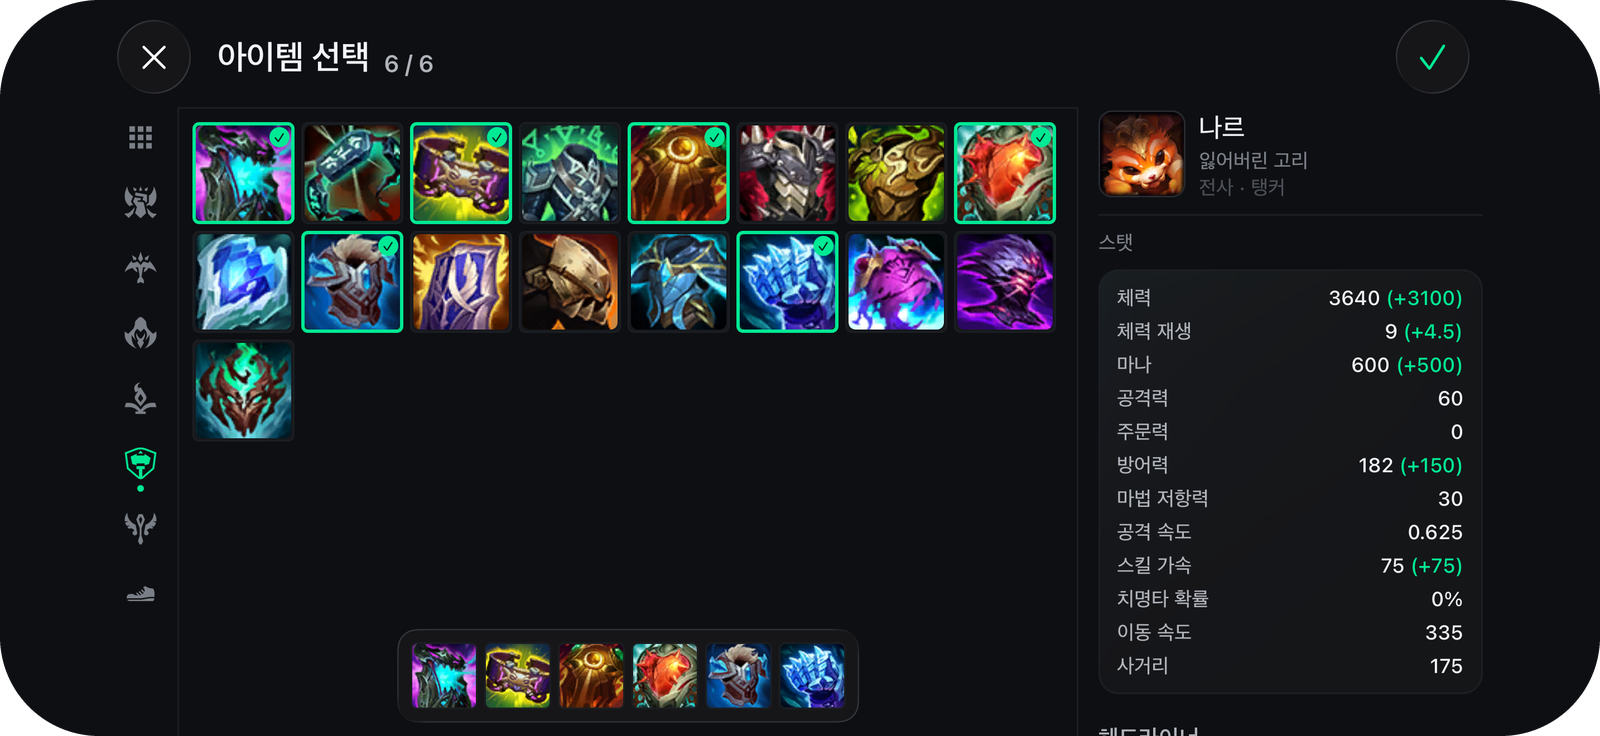 아이템 선택 6 / 6
나르
잃어버린 고리
전사 · 탱커
스탯
체력 3640 (+3100)
체력 재생 9 (+4.5)
마나 600 (+500)
공격력 60
주문력 0
방어력 182 (+150)
마법 저항력 30
공격 속도 0.625
스킬 가속 75 (+75)
치명타 확률 0%
이동 속도 335
사거리 175